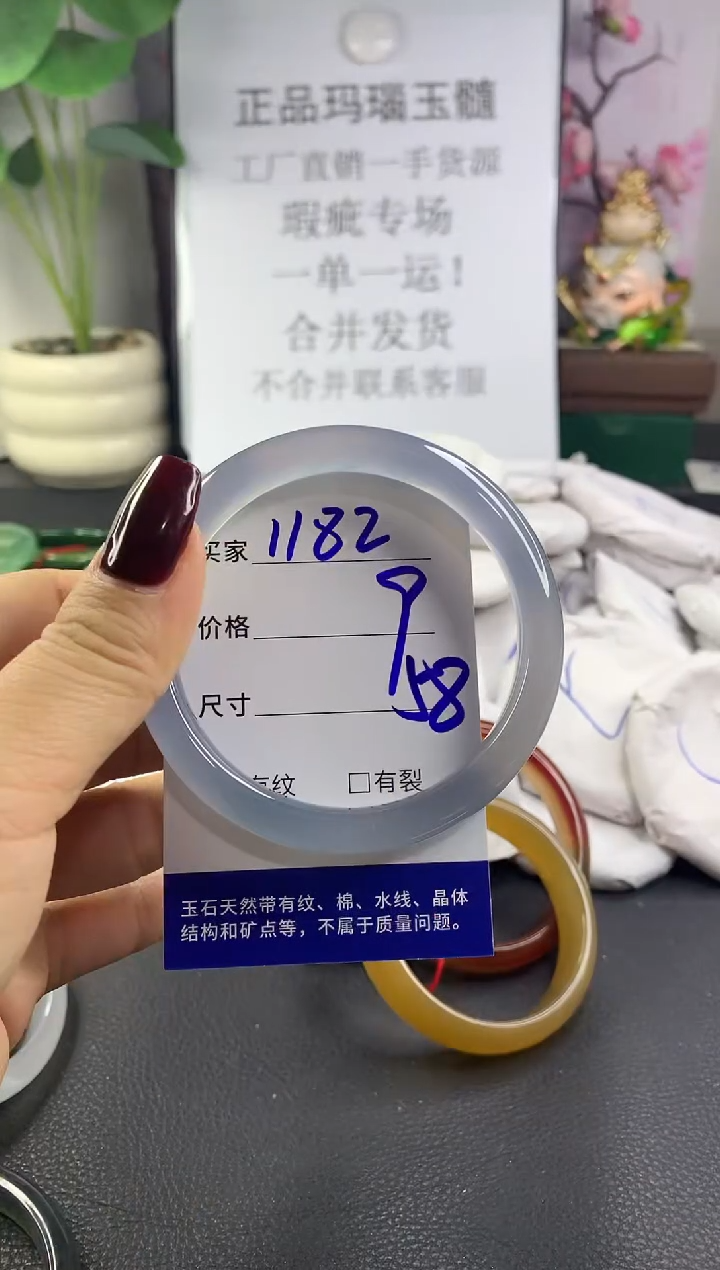 正品玛瑙玉髓
工厂直销一手货源
瑕疵专场
一单一运！
合并发货
不合并联系客服
买家 1182
价格 9
尺寸 58
有纹 □有裂
玉石天然带有纹、棉、水线、晶体
结构和矿点等，不属于质量问题。